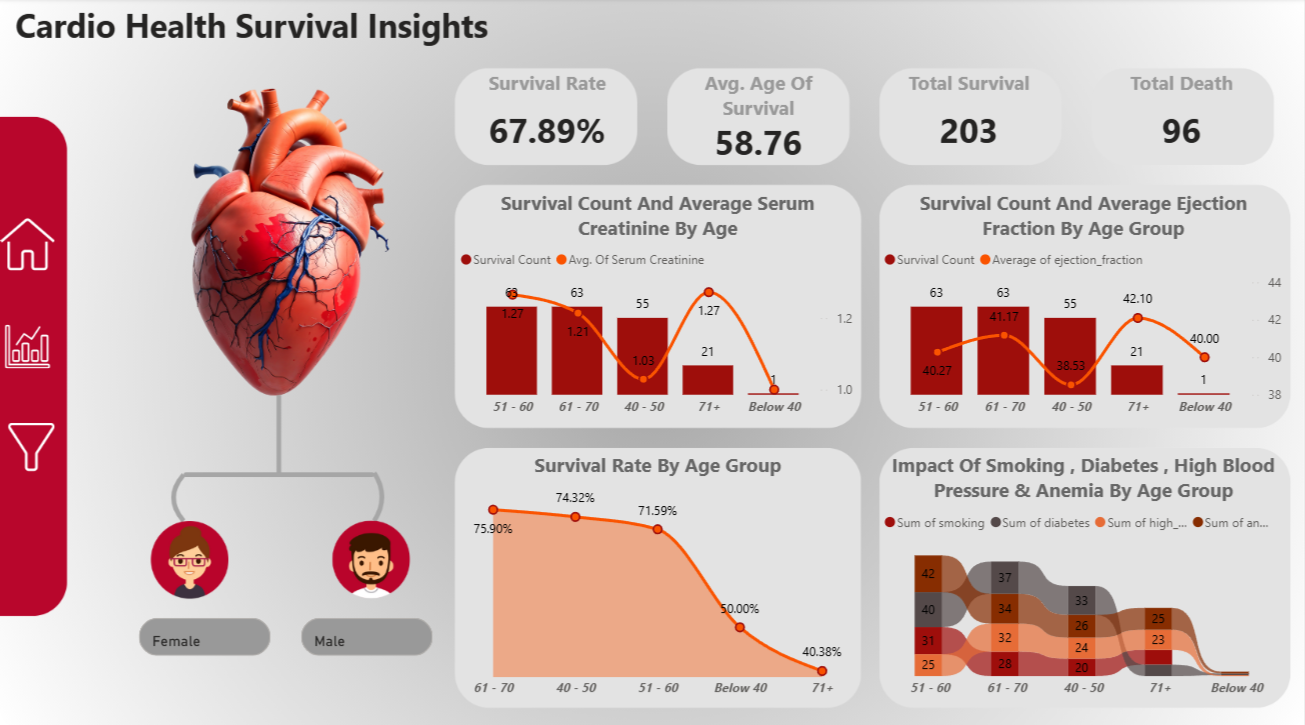 Cardio Health Survival Insights
Survival Rate
67.89%
Avg. Age Of
Survival
58.76
Total Survival
203
Total Death
96
Female
Male
Survival Count And Average Serum
Creatinine By Age
Survival Count Avg. Of Serum Creatinine
63 63 55 21 1
1.27 1.21 1.03 1.27
1.2
1.0
51 - 60 61 - 70 40 - 50 71+ Below 40
Survival Count And Average Ejection
Fraction By Age Group
Survival Count Average of ejection_fraction
63 63 55 21 1
40.27 41.17 38.53 42.10 40.00
44
42
40
38
51 - 60 61 - 70 40 - 50 71+ Below 40
Survival Rate By Age Group
75.90% 74.32% 71.59% 50.00% 40.38%
61 - 70 40 - 50 51 - 60 Below 40 71+
Impact Of Smoking , Diabetes , High Blood
Pressure & Anemia By Age Group
Sum of smoking Sum of diabetes Sum of high_... Sum of an...
42 37 33 25
40 34 26 23
31 32 24
25 28 20
51 - 60 61 - 70 40 - 50 71+ Below 40